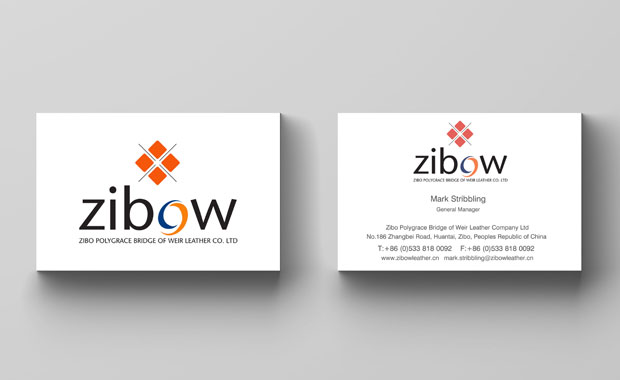 zibow
ZIBO POLYGRACE BRIDGE OF WEIR LEATHER CO. LTD
zibow
ZIBO POLYGRACE BRIDGE OF WEIR LEATHER CO. LTD
Mark Stribbling
General Manager
Zibo Polygrace Bridge of Weir Leather Company Ltd
No.186 Zhangbei Road, Huantai, Zibo, Peoples Republic of China
T:+86 (0)533 818 0092 F:+86 (0)533 818 0092
www.zibowleather.cn mark.stribling@zibowleather.cn